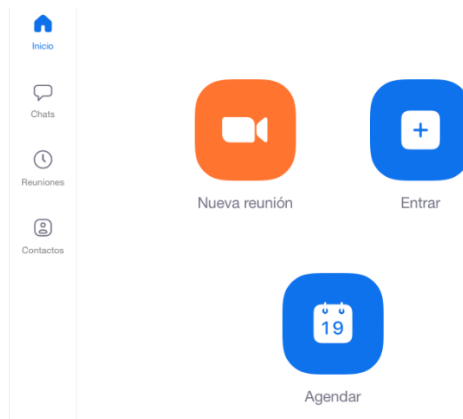 Inicio
Chats
Reuniones
Contactos
Nueva reunión
Entrar
19
Agendar